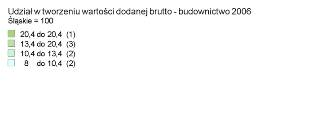 Udział w tworzeniu wartości dodanej brutto - budownictwo 2006
Śląskie = 100
20,4 do 20,4 (1)
13,4 do 20,4 (3)
10,4 do 13,4 (2)
8 do 10,4 (2)